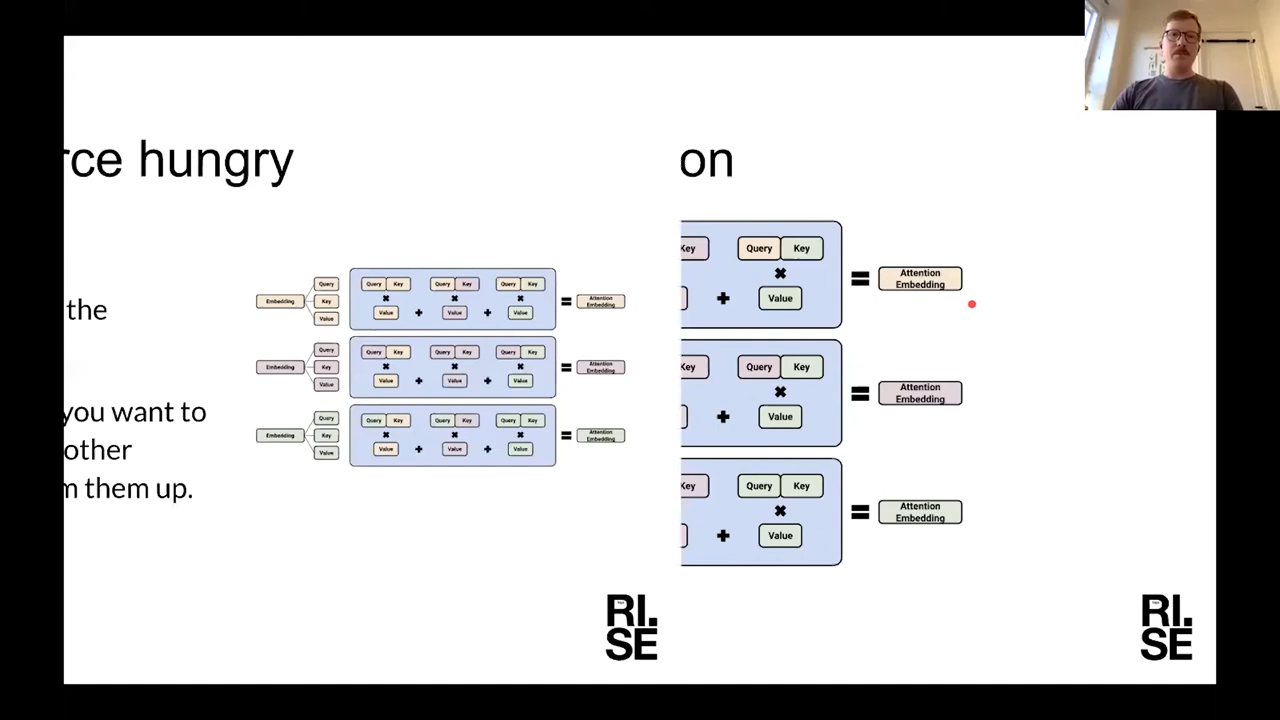 rce hungry
the
you want to
other
m them up.
Query
Embedding Key
Value
Query Key Query Key Query Key
✖ ✖ ✖
Value + Value + Value
= Attention Embedding
Query
Embedding Key
Value
Query Key Query Key Query Key
✖ ✖ ✖
Value + Value + Value
= Attention Embedding
Query
Embedding Key
Value
Query Key Query Key Query Key
✖ ✖ ✖
Value + Value + Value
= Attention Embedding
RI.
SE
on
Key Query Key
✖
+ Value
= Attention
Embedding
Key Query Key
✖
+ Value
= Attention
Embedding
Key Query Key
✖
+ Value
= Attention
Embedding
RI.
SE